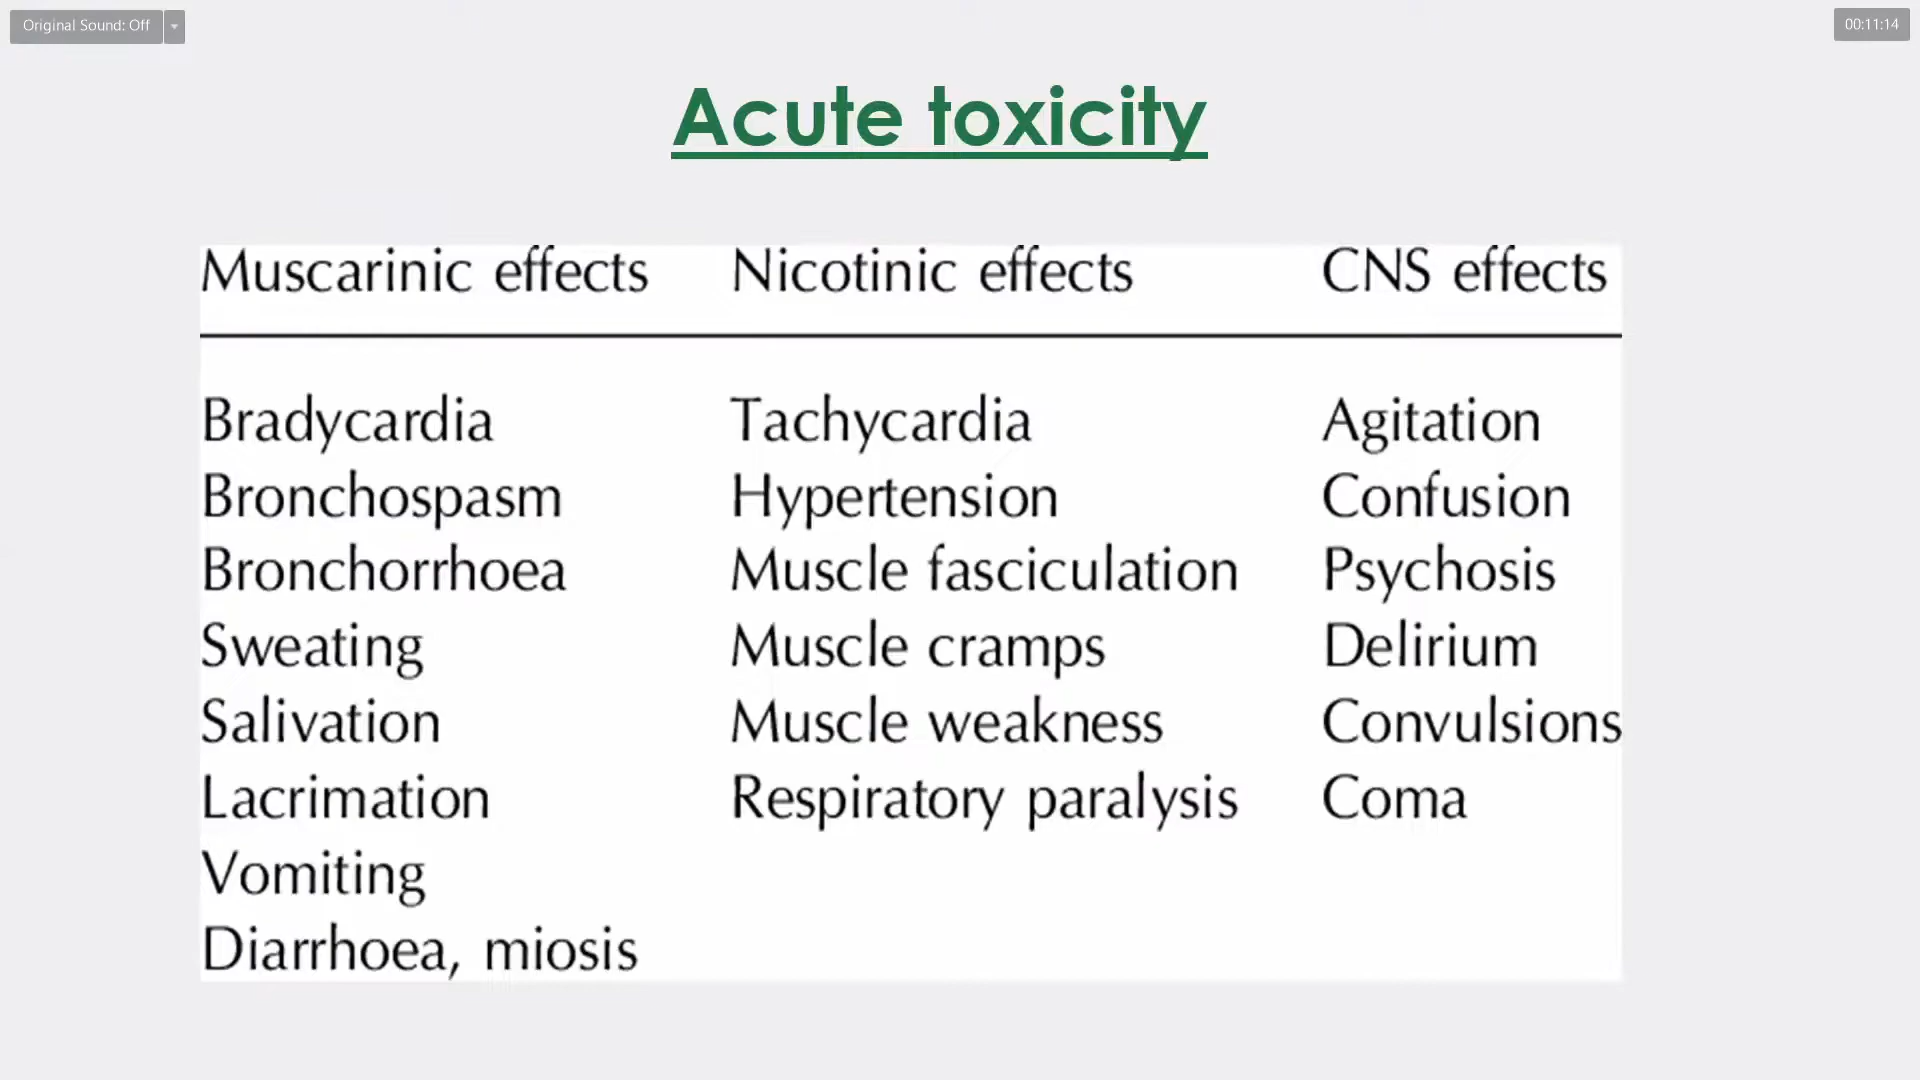 Original Sound: Off
00:11:14
Acute toxicity
Muscarinic effects Nicotinic effects CNS effects
Bradycardia Tachycardia Agitation
Bronchospasm Hypertension Confusion
Bronchorrhoea Muscle fasciculation Psychosis
Sweating Muscle cramps Delirium
Salivation Muscle weakness Convulsions
Lacrimation Respiratory paralysis Coma
Vomiting
Diarrhoea, miosis